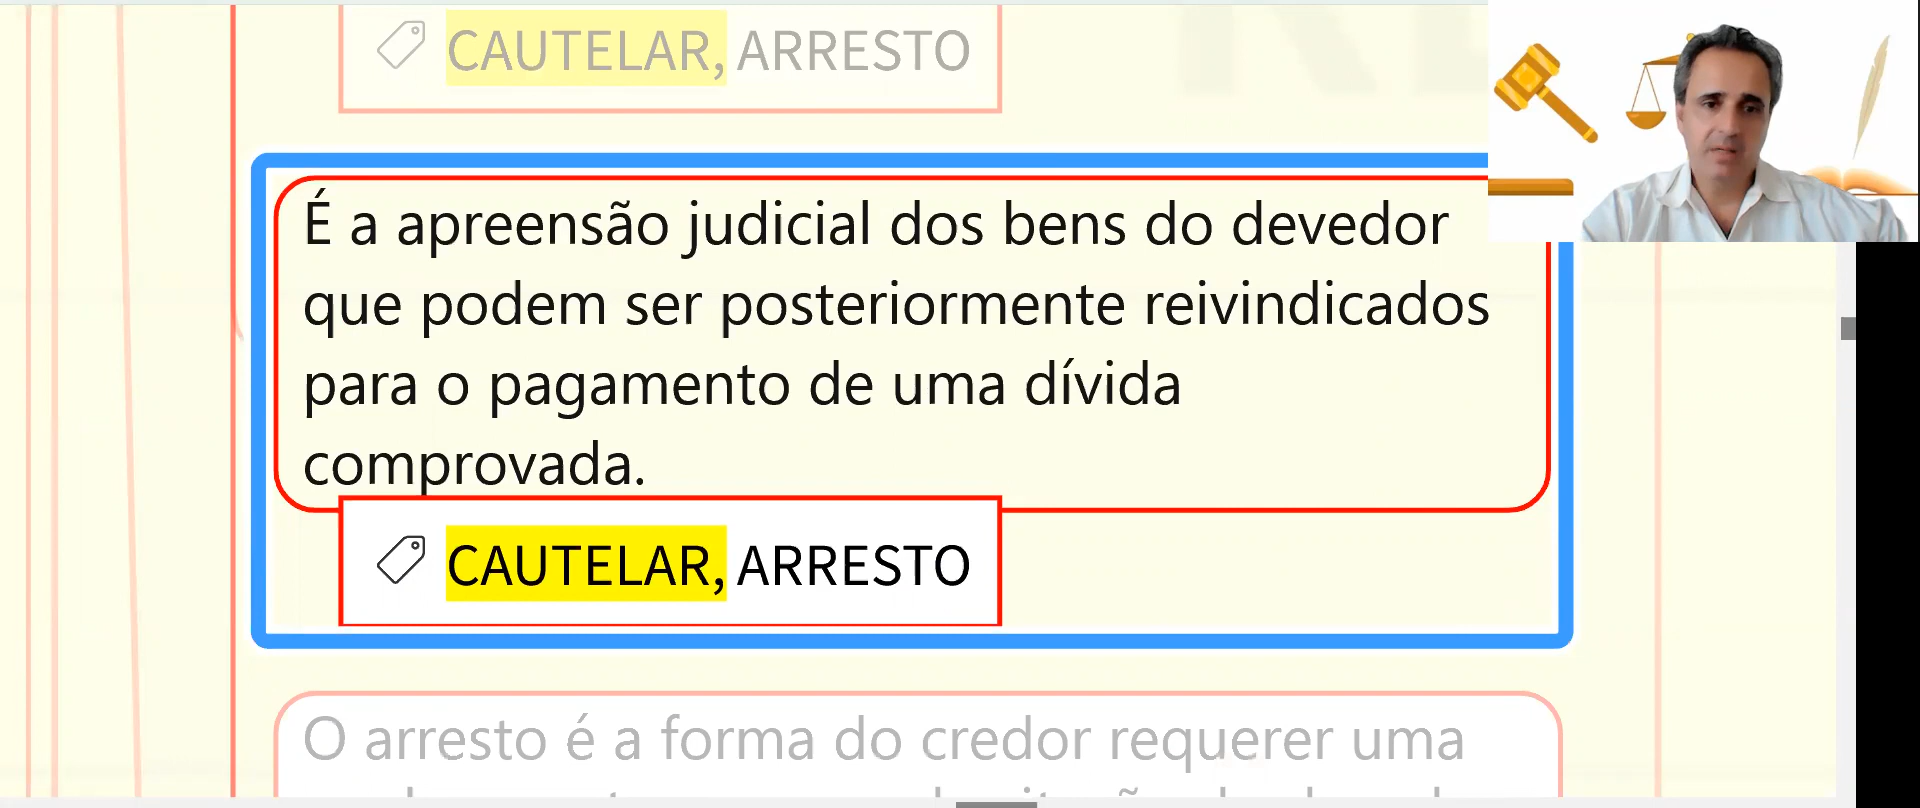 CAUTELAR, ARRESTO
É a apreensão judicial dos bens do devedor
que podem ser posteriormente reivindicados
para o pagamento de uma dívida
comprovada.
CAUTELAR, ARRESTO
O arresto é a forma do credor requerer uma